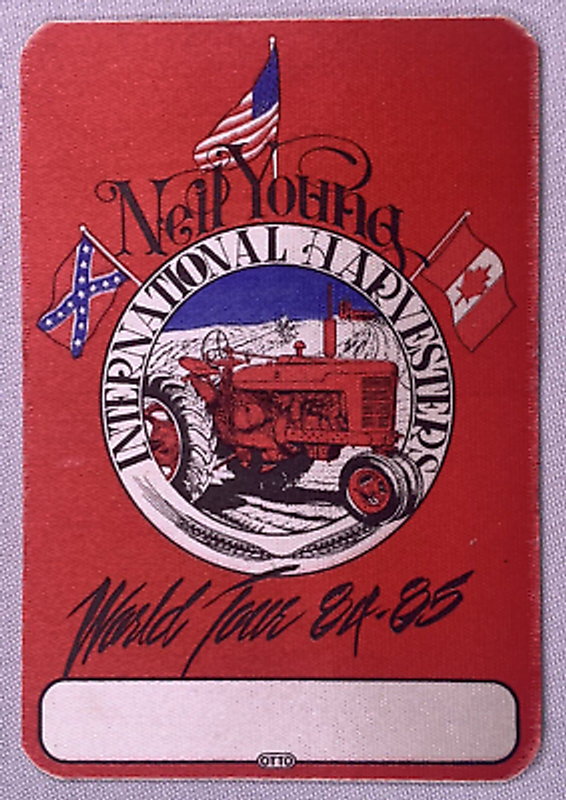 Neil Young
INTERNATIONAL HARVESTERS
World Tour 84-85
OTTO